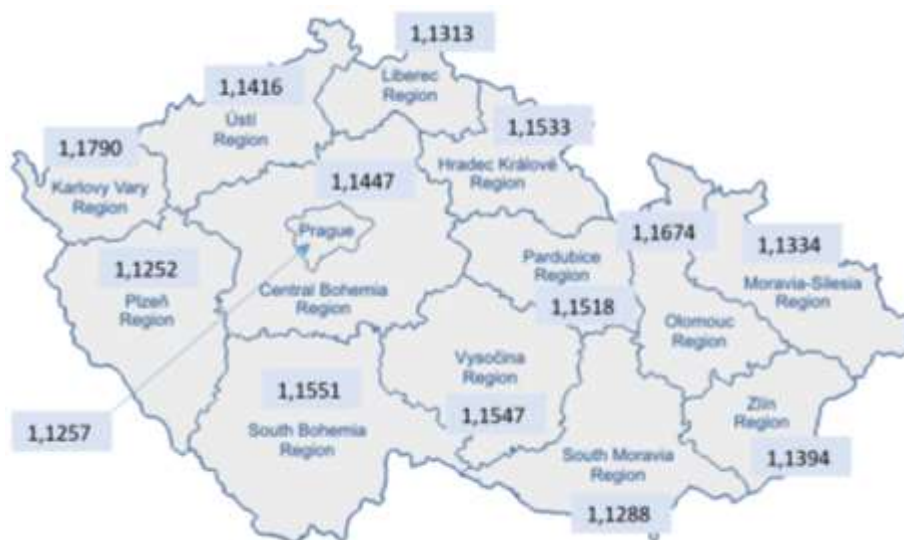 1,1313
Liberec
Region
1,1416
Ústí
Region
1,1533
Hradec Králové
Region
1,1790
Karlovy Vary
Region
1,1447
Prague
Central Bohemia
Region
1,1674
Olomouc
Region
1,1334
Moravia-Silesia
Region
1,1252
Plzeň
Region
Pardubice
Region
1,1518
Vysočina
Region
1,1547
1,1551
South Bohemia
Region
1,1257
Zlín
Region
1,1394
South Moravia
Region
1,1288